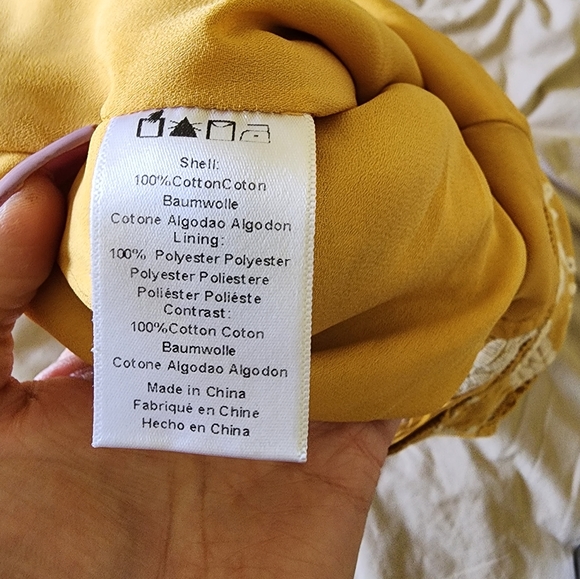 Shell:
100%CottonCoton
Baumwolle
Cotone Algodao Algodon
Lining:
100% Polyester Polyester
Polyester Poliestere
Poliéster Poliéste
Contrast:
100%Cotton Coton
Baumwolle
Cotone Algodao Algodon
Made in China
Fabriqué en Chine
Hecho en China